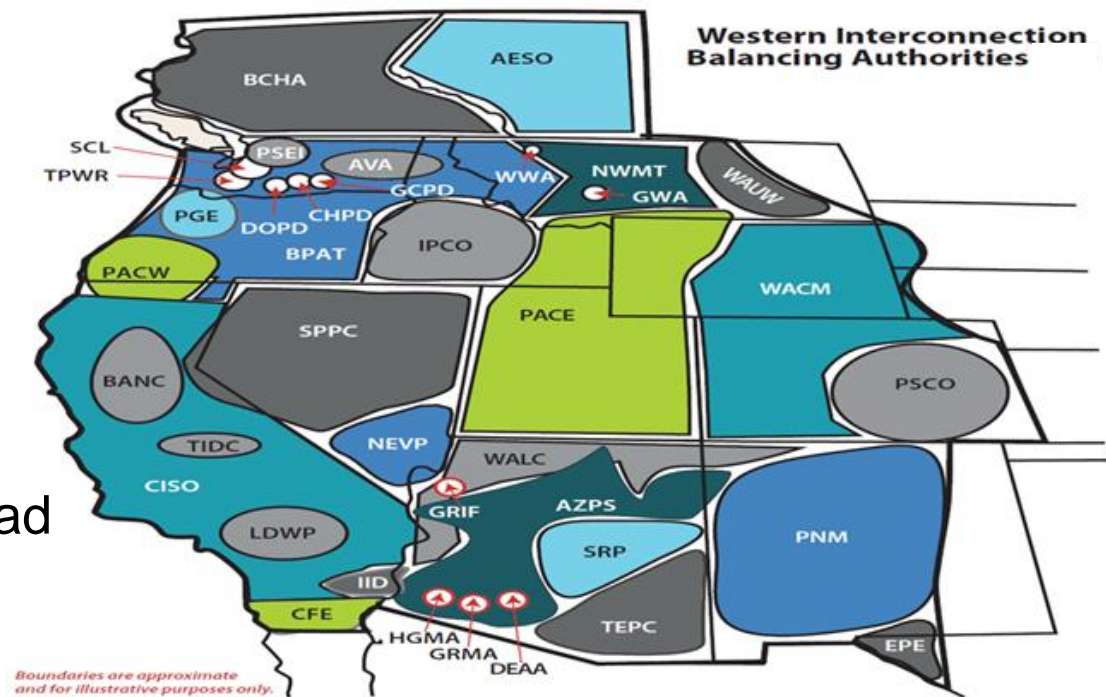 Western Interconnection
Balancing Authorities
BCHA
AESO
SCL
TPWR
PSEI
AVA
WWA
NWMT
GWA
WAUW
GCPD
CHPD
DOPD
PGE
BPAT
IPCO
PACW
WACM
SPPC
PACE
BANC
PSCO
TIDC
NEVP
WALC
CISO
GRIF
AZPS
LDWP
SRP
PNM
IID
CFE
TEPC
HGMA
GRMA
DEAA
EPE
ad
Boundaries are approximate
and for illustrative purposes only.